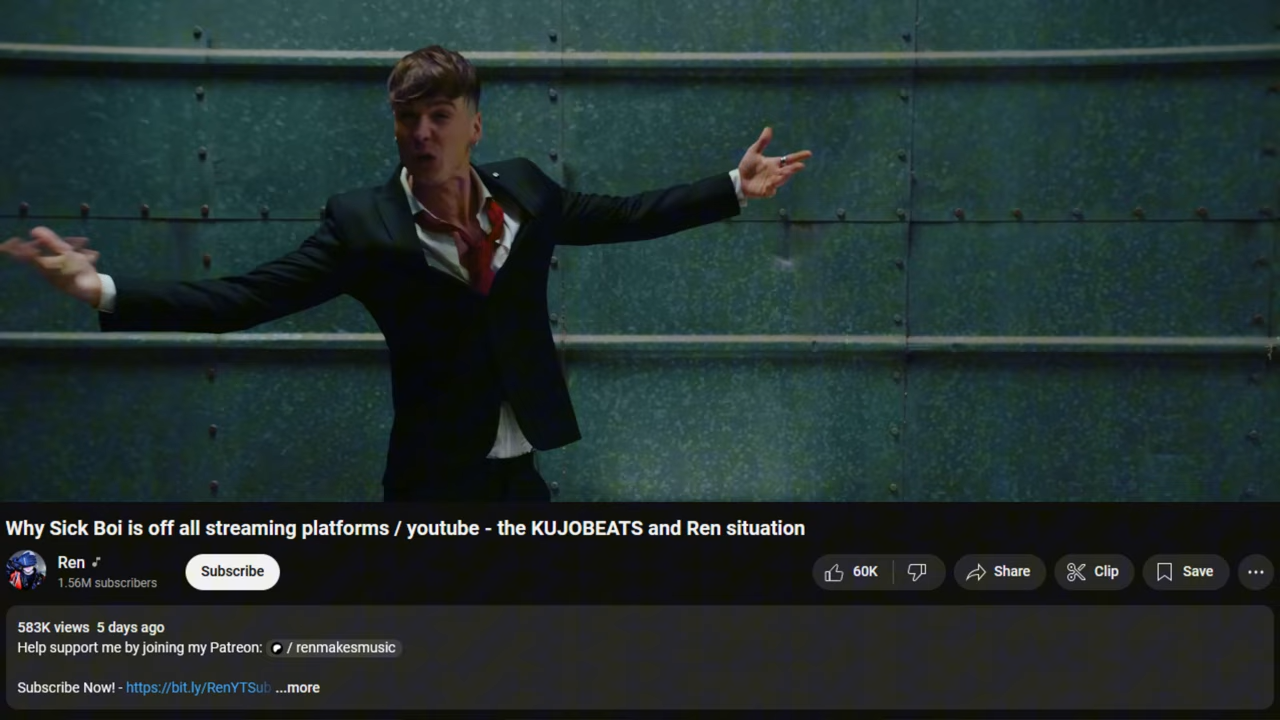 Why Sick Boi is off all streaming platforms / youtube - the KUJOBEATS and Ren situation
Ren
1.56M subscribers
Subscribe
60K
Share
Clip
Save
583K views 5 days ago
Help support me by joining my Patreon: / renmakesmusic
Subscribe Now! - https://bit.ly/RenYTSub ...more